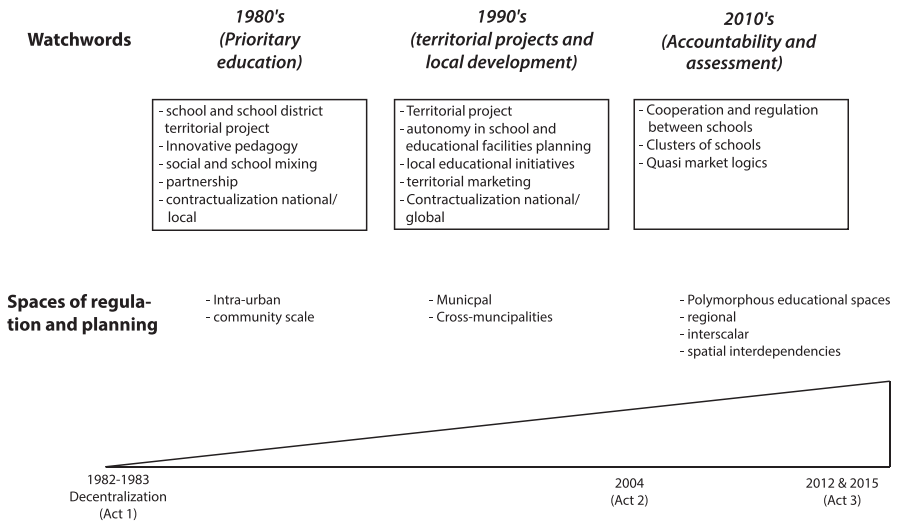 Watchwords
1980's
(Prioritary
education)
1990's
(territorial projects and
local development)
2010's
(Accountability and
assessment)
- school and school district
territorial project
- Innovative pedagogy
- social and school mixing
- partnership
- contractualization national/
local
- Territorial project
- autonomy in school and
educational facilities planning
- local educational initiatives
- territorial marketing
- Contractualization national/
global
- Cooperation and regulation
between schools
- Clusters of schools
- Quasi market logics
Spaces of regula-
tion and planning
- Intra-urban
- community scale
- Municpal
- Cross-muncipalities
- Polymorphous educational spaces
- regional
- interscalar
- spatial interdependencies
1982-1983
Decentralization
(Act 1)
2004
(Act 2)
2012 & 2015
(Act 3)